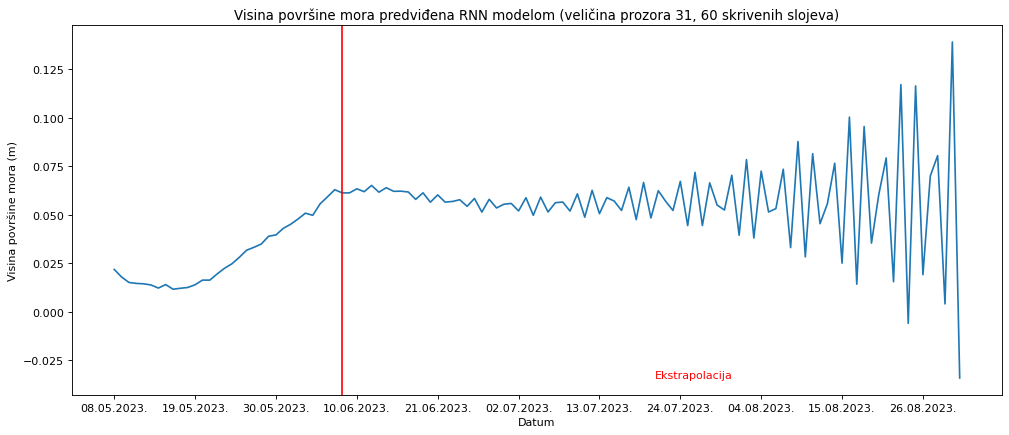 Visina površine mora predviđena RNN modelom (veličina prozora 31, 60 skrivenih slojeva)
Visina površine mora (m)
0.125
0.100
0.075
0.050
0.025
0.000
−0.025
Ekstrapolacija
08.05.2023. 19.05.2023. 30.05.2023. 10.06.2023. 21.06.2023. 02.07.2023. 13.07.2023. 24.07.2023. 04.08.2023. 15.08.2023. 26.08.2023.
Datum